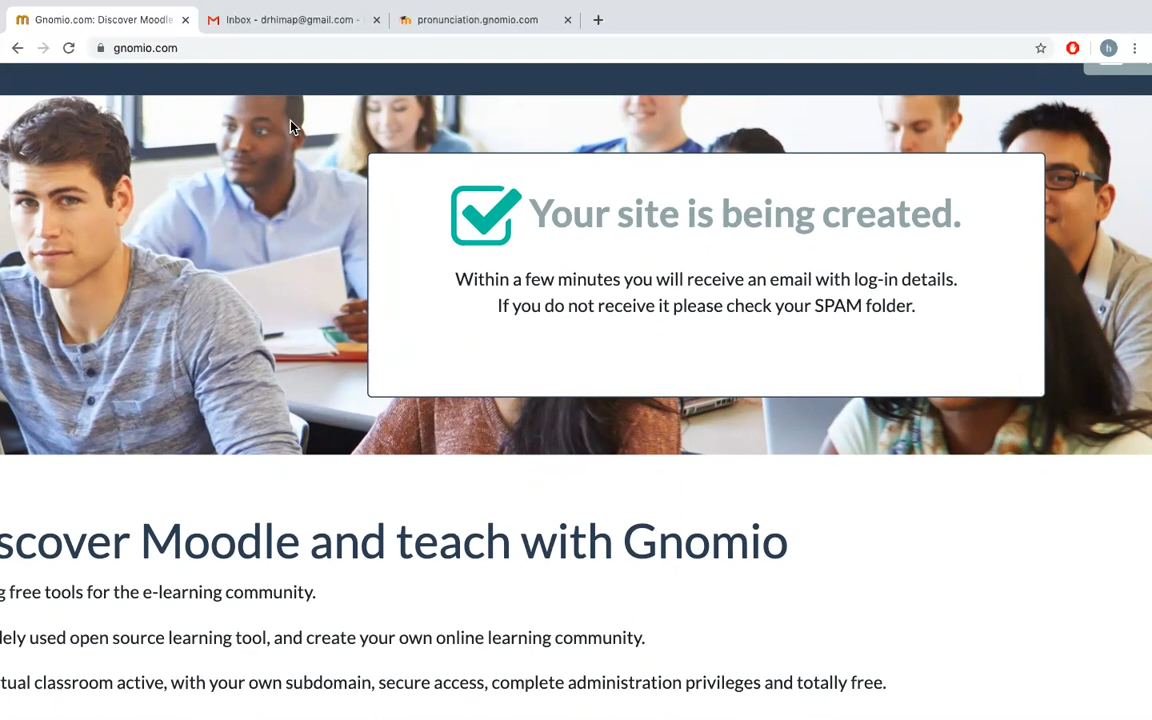 Gnomio.com: Discover Moodle
Inbox - drhimap@gmail.com -
pronunciation.gnomio.com
gnomio.com
h
Your site is being created.
Within a few minutes you will receive an email with log-in details.
If you do not receive it please check your SPAM folder.
scover Moodle and teach with Gnomio
g free tools for the e-learning community.
dely used open source learning tool, and create your own online learning community.
tual classroom active, with your own subdomain, secure access, complete administration privileges and totally free.